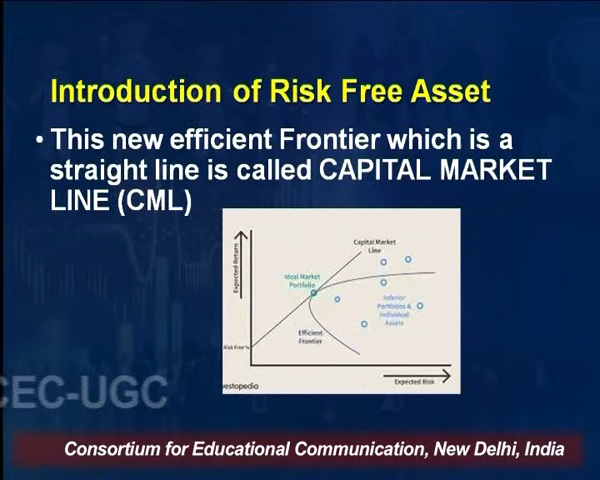 Introduction of Risk Free Asset
• This new efficient Frontier which is a
straight line is called CAPITAL MARKET
LINE (CML)
Capital Market
Line
Expected Return
Ideal Market
Portfolio
Inferior
Portfolios &
Individual
Assets
Efficient
Frontier
Risk Free %
Expected Risk
vestopedia
CEC-UGC
Consortium for Educational Communication, New Delhi, India